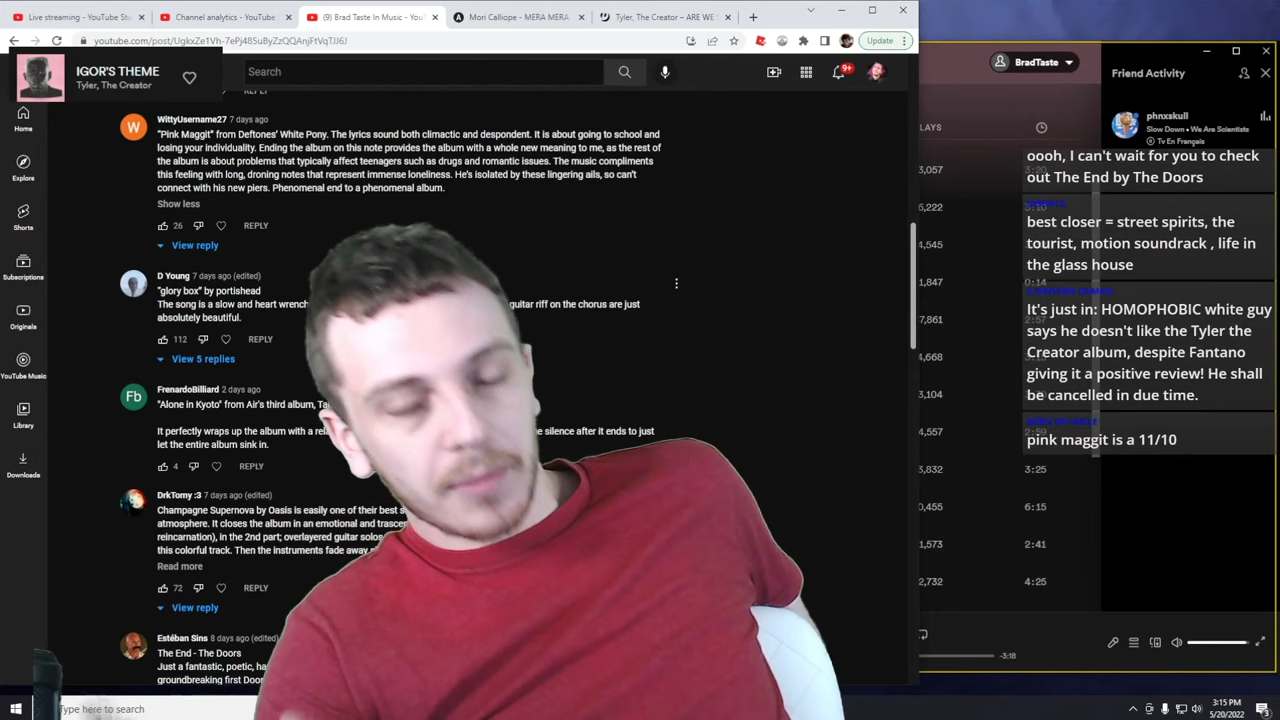 Live streaming - YouTube Stu
Channel analytics - YouTube
(9) Brad Taste In Music - You
Mori Calliope - MERA MERA
Tyler, The Creator – ARE WE S
youtube.com/post/UgkxZe1Vh-7ePj485uByZzQQAnjFtVqTJJ6J
Update
IGOR'S THEME
Tyler, The Creator
Search
9+
BradTaste
Friend Activity
REPLY
Home
Explore
Shorts
Subscriptions
Originals
YouTube Music
Library
Downloads
W
WittyUsername27 7 days ago
"Pink Maggit" from Deftones' White Pony. The lyrics sound both climactic and despondent. It is about going to school and
losing your individuality. Ending the album on this note provides the album with a whole new meaning to me, as the rest of
the album is about problems that typically affect teenagers such as drugs and romantic issues. The music compliments
this feeling with long, droning notes that represent immense loneliness. He's isolated by these lingering ails, so can't
connect with his new piers. Phenomenal end to a phenomenal album.
Show less
26 REPLY
View reply
D Young 7 days ago (edited)
"glory box" by portishead
The song is a slow and heart wrench guitar riff on the chorus are just
absolutely beautiful.
112 REPLY
View 5 replies
Fb
FrenardoBilliard 2 days ago
"Alone in Kyoto" from Air's third album, Ta
It perfectly wraps up the album with a rela e silence after it ends to just
let the entire album sink in.
4 REPLY
DrkTomy :3 7 days ago (edited)
Champagne Supernova by Oasis is easily one of their best s
atmosphere. It closes the album in an emotional and trascen
reincarnation), in the 2nd part; overlayered guitar solos
this colorful track. Then the instruments fade away
Read more
72 REPLY
View reply
Estéban Sins 8 days ago (edited)
The End - The Doors
Just a fantastic, poetic, ha
groundbreaking first Doors
LAYS
3,057 3:20
6,222 3:10
4,545
1,847 0:14
7,861 2:57
4,668
3,104
4,557 2:59
3,832 3:25
0,455 6:15
1,573 2:41
2,732 4:25
-3:18
phnxskull
Slow Down • We Are Scientists
Tv En Français
oooh, I can't wait for you to check
out The End by The Doors
best closer = street spirits, the
tourist, motion soundrack , life in
the glass house
It's just in: HOMOPHOBIC white guy
says he doesn't like the Tyler the
Creator album, despite Fantano
giving it a positive review! He shall
be cancelled in due time.
pink maggit is a 11/10
Type here to search
3:15 PM
5/20/2022